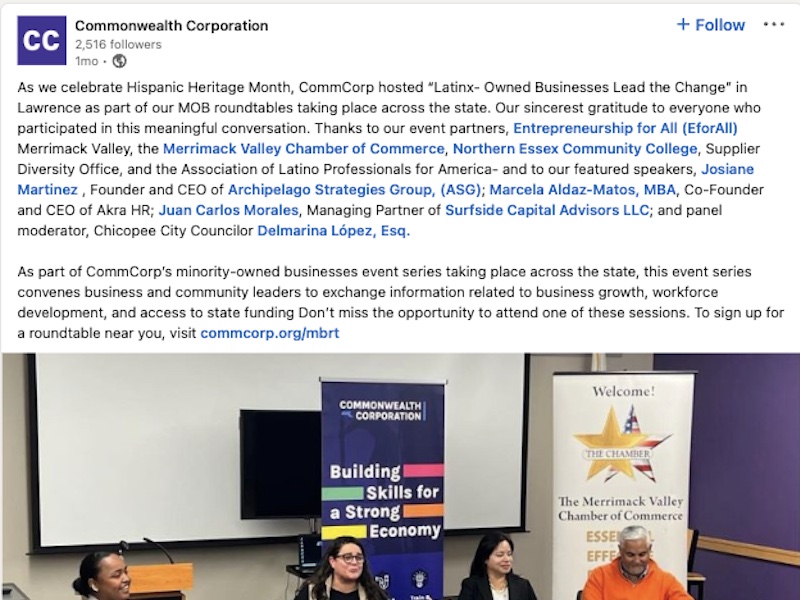 CC
Commonwealth Corporation
+ Follow
2,516 followers
1mo •
As we celebrate Hispanic Heritage Month, CommCorp hosted “Latinx- Owned Businesses Lead the Change” in
Lawrence as part of our MOB roundtables taking place across the state. Our sincerest gratitude to everyone who
participated in this meaningful conversation. Thanks to our event partners, Entrepreneurship for All (EforAll)
Merrimack Valley, the Merrimack Valley Chamber of Commerce, Northern Essex Community College, Supplier
Diversity Office, and the Association of Latino Professionals for America- and to our featured speakers, Josiane
Martinez , Founder and CEO of Archipelago Strategies Group, (ASG); Marcela Aldaz-Matos, MBA, Co-Founder
and CEO of Akra HR; Juan Carlos Morales, Managing Partner of Surfside Capital Advisors LLC; and panel
moderator, Chicopee City Councilor Delmarina López, Esq.
As part of CommCorp’s minority-owned businesses event series taking place across the state, this event series
convenes business and community leaders to exchange information related to business growth, workforce
development, and access to state funding Don’t miss the opportunity to attend one of these sessions. To sign up for
a roundtable near you, visit commcorp.org/mbrt
COMMONWEALTH
CORPORATION
Building
Skills for
a Strong
Economy
Welcome!
THE CHAMBER
The Merrimack Valley
Chamber of Commerce